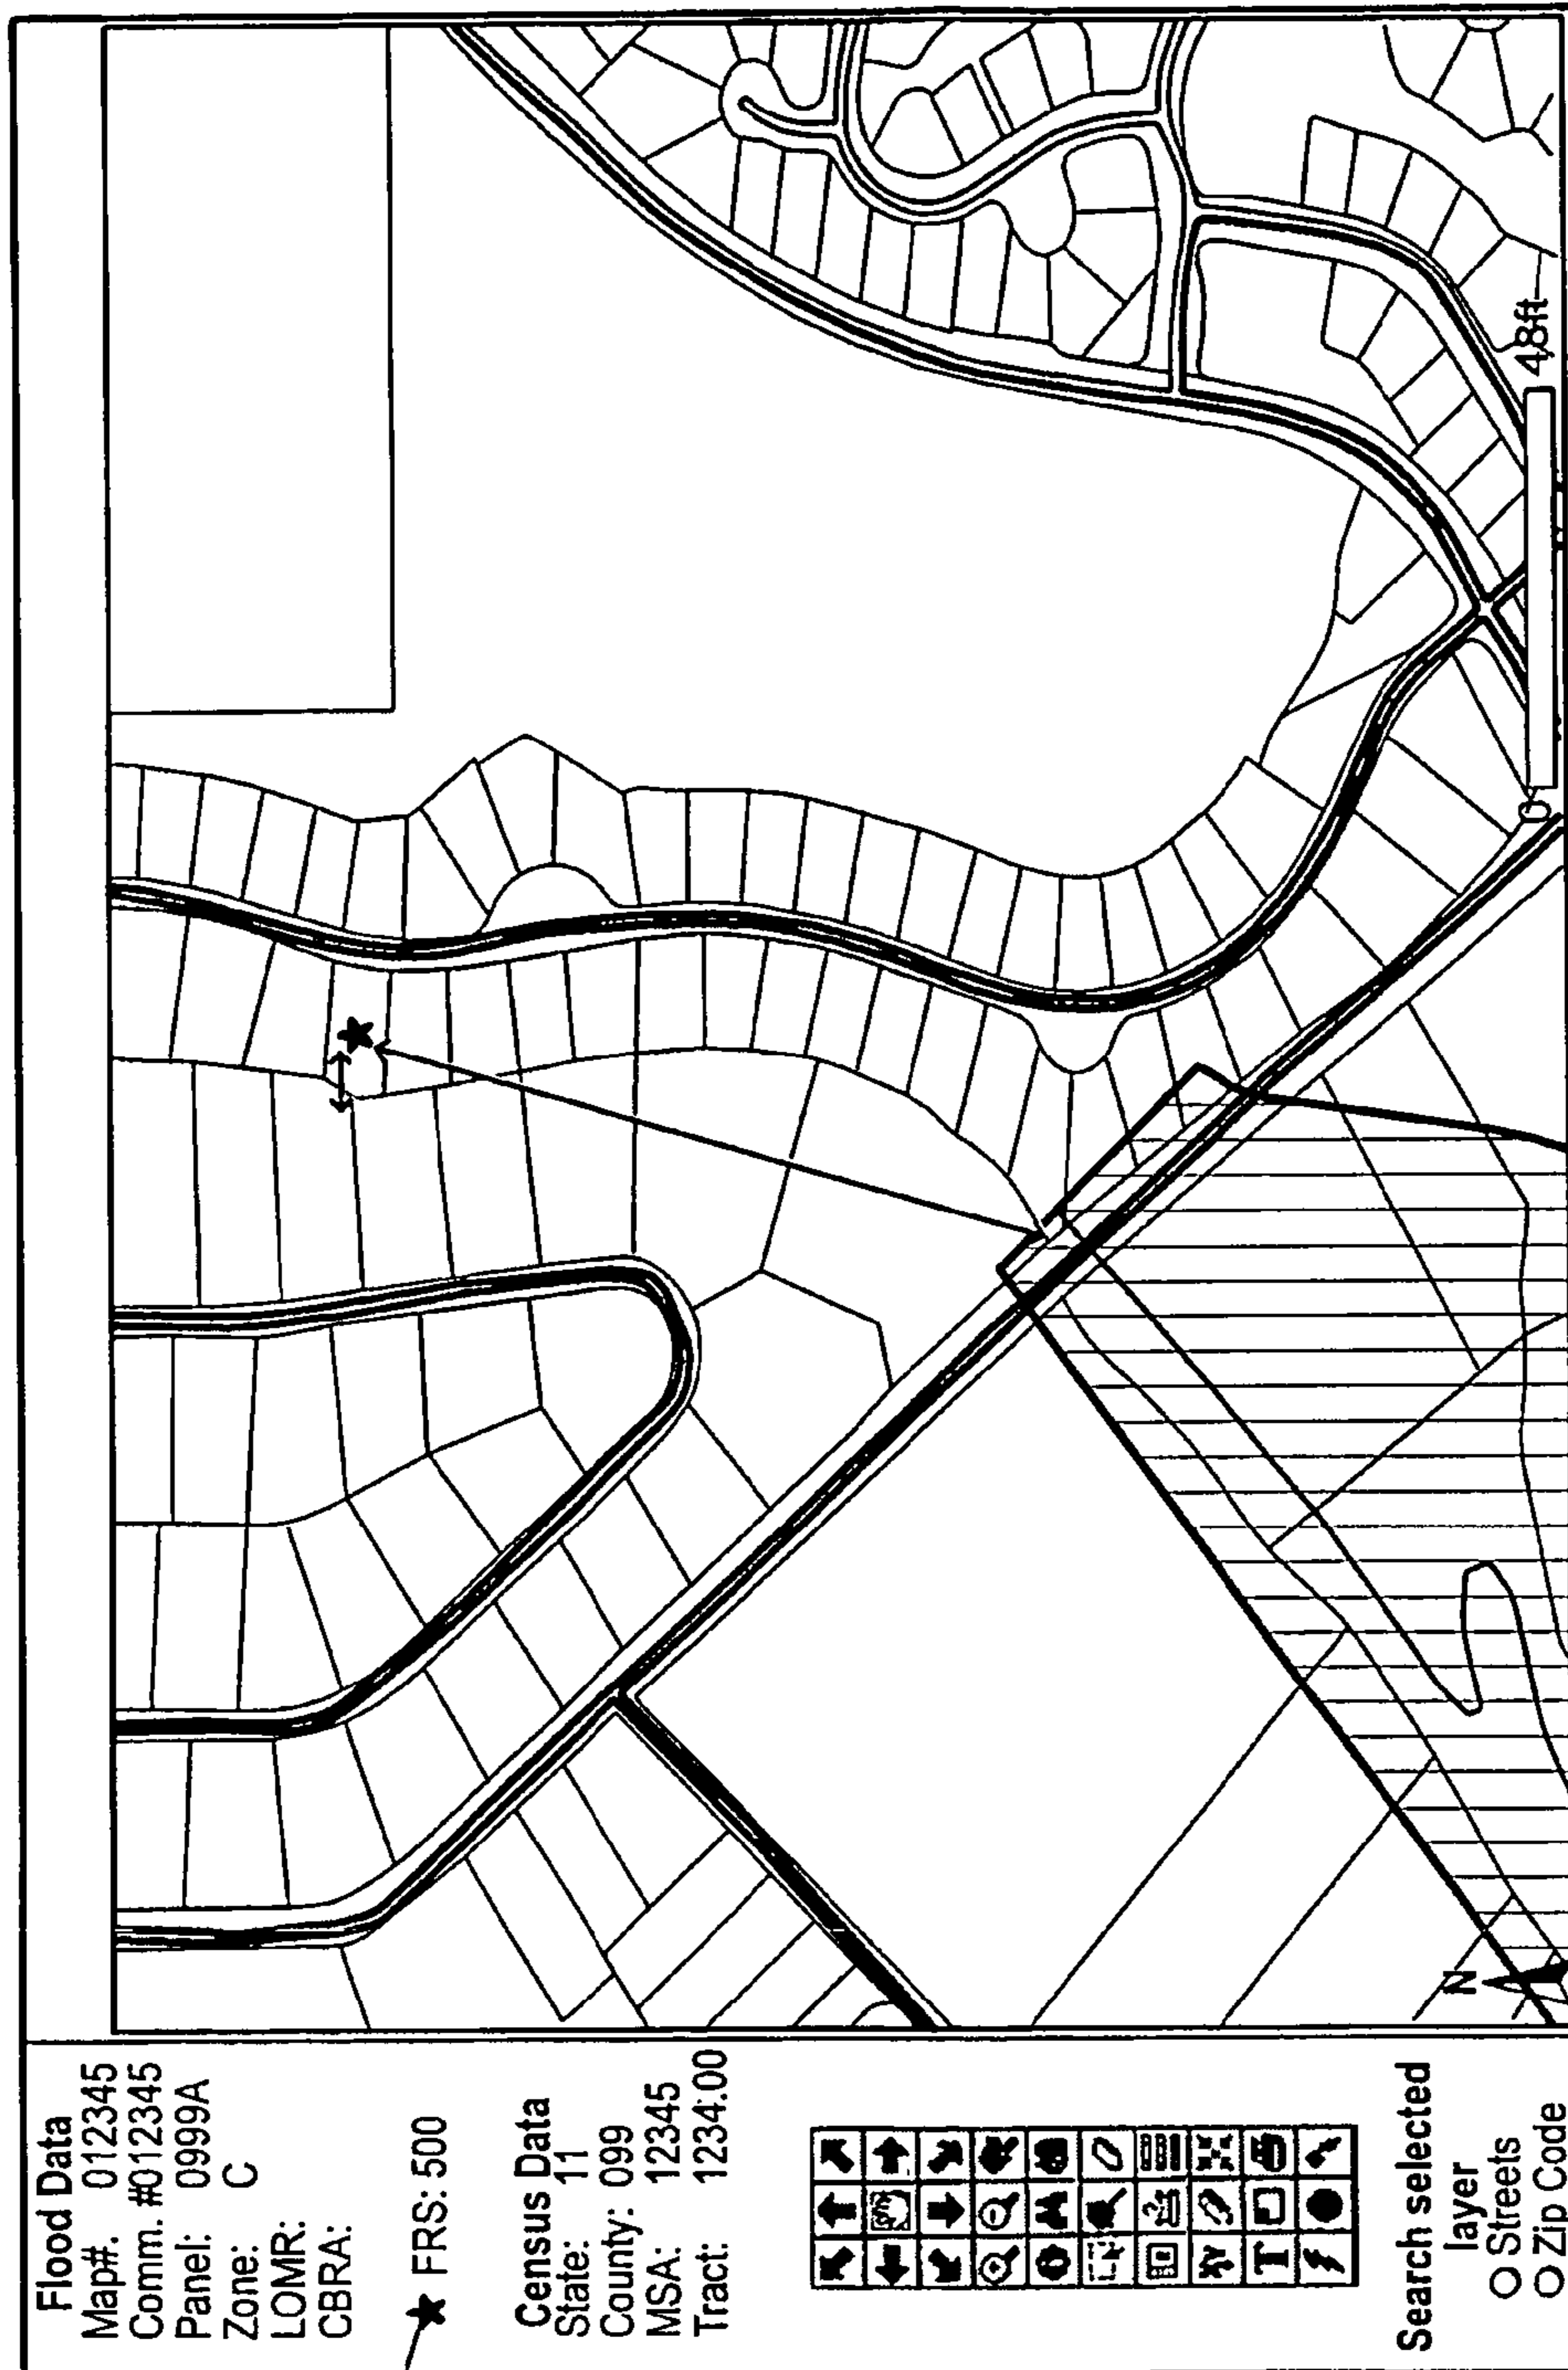 Flood Data
Map#: 012345
Comm. #012345
Panel: 0999A
Zone: C
LOMR:
CBRA:
FRS: 500
Census Data
State: 11
County: 099
MSA: 12345
Tract: 1234.00
T
Search selected
layer
Streets
Zip Code
N
0
48ft